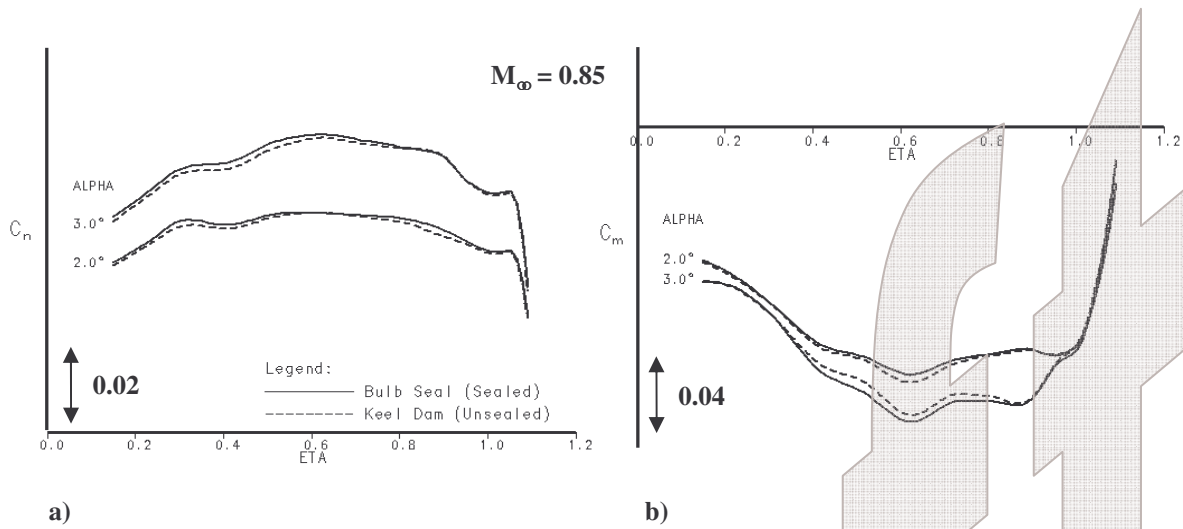 M∞ = 0.85
ALPHA
3.0°
2.0°
Cn
0.02
Legend:
Bulb Seal (Sealed)
Keel Dam (Unsealed)
0.0 0.2 0.4 0.6 0.8 1.0 1.2
ETA
a)
0.0 0.2 0.4 0.6 0.8 1.0 1.2
ETA
ALPHA
Cm
2.0°
3.0°
0.04
b)